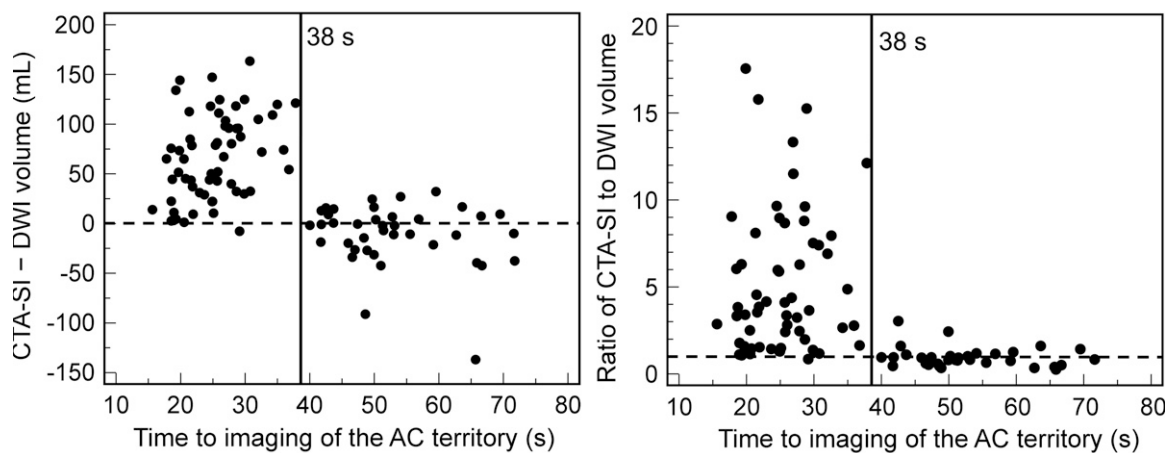 CTA-SI – DWI volume (mL)
200
150
100
50
0
-50
-100
-150
38 s
10 20 30 40 50 60 70 80
Time to imaging of the AC territory (s)
Ratio of CTA-SI to DWI volume
20
15
10
5
0
38 s
10 20 30 40 50 60 70 80
Time to imaging of the AC territory (s)